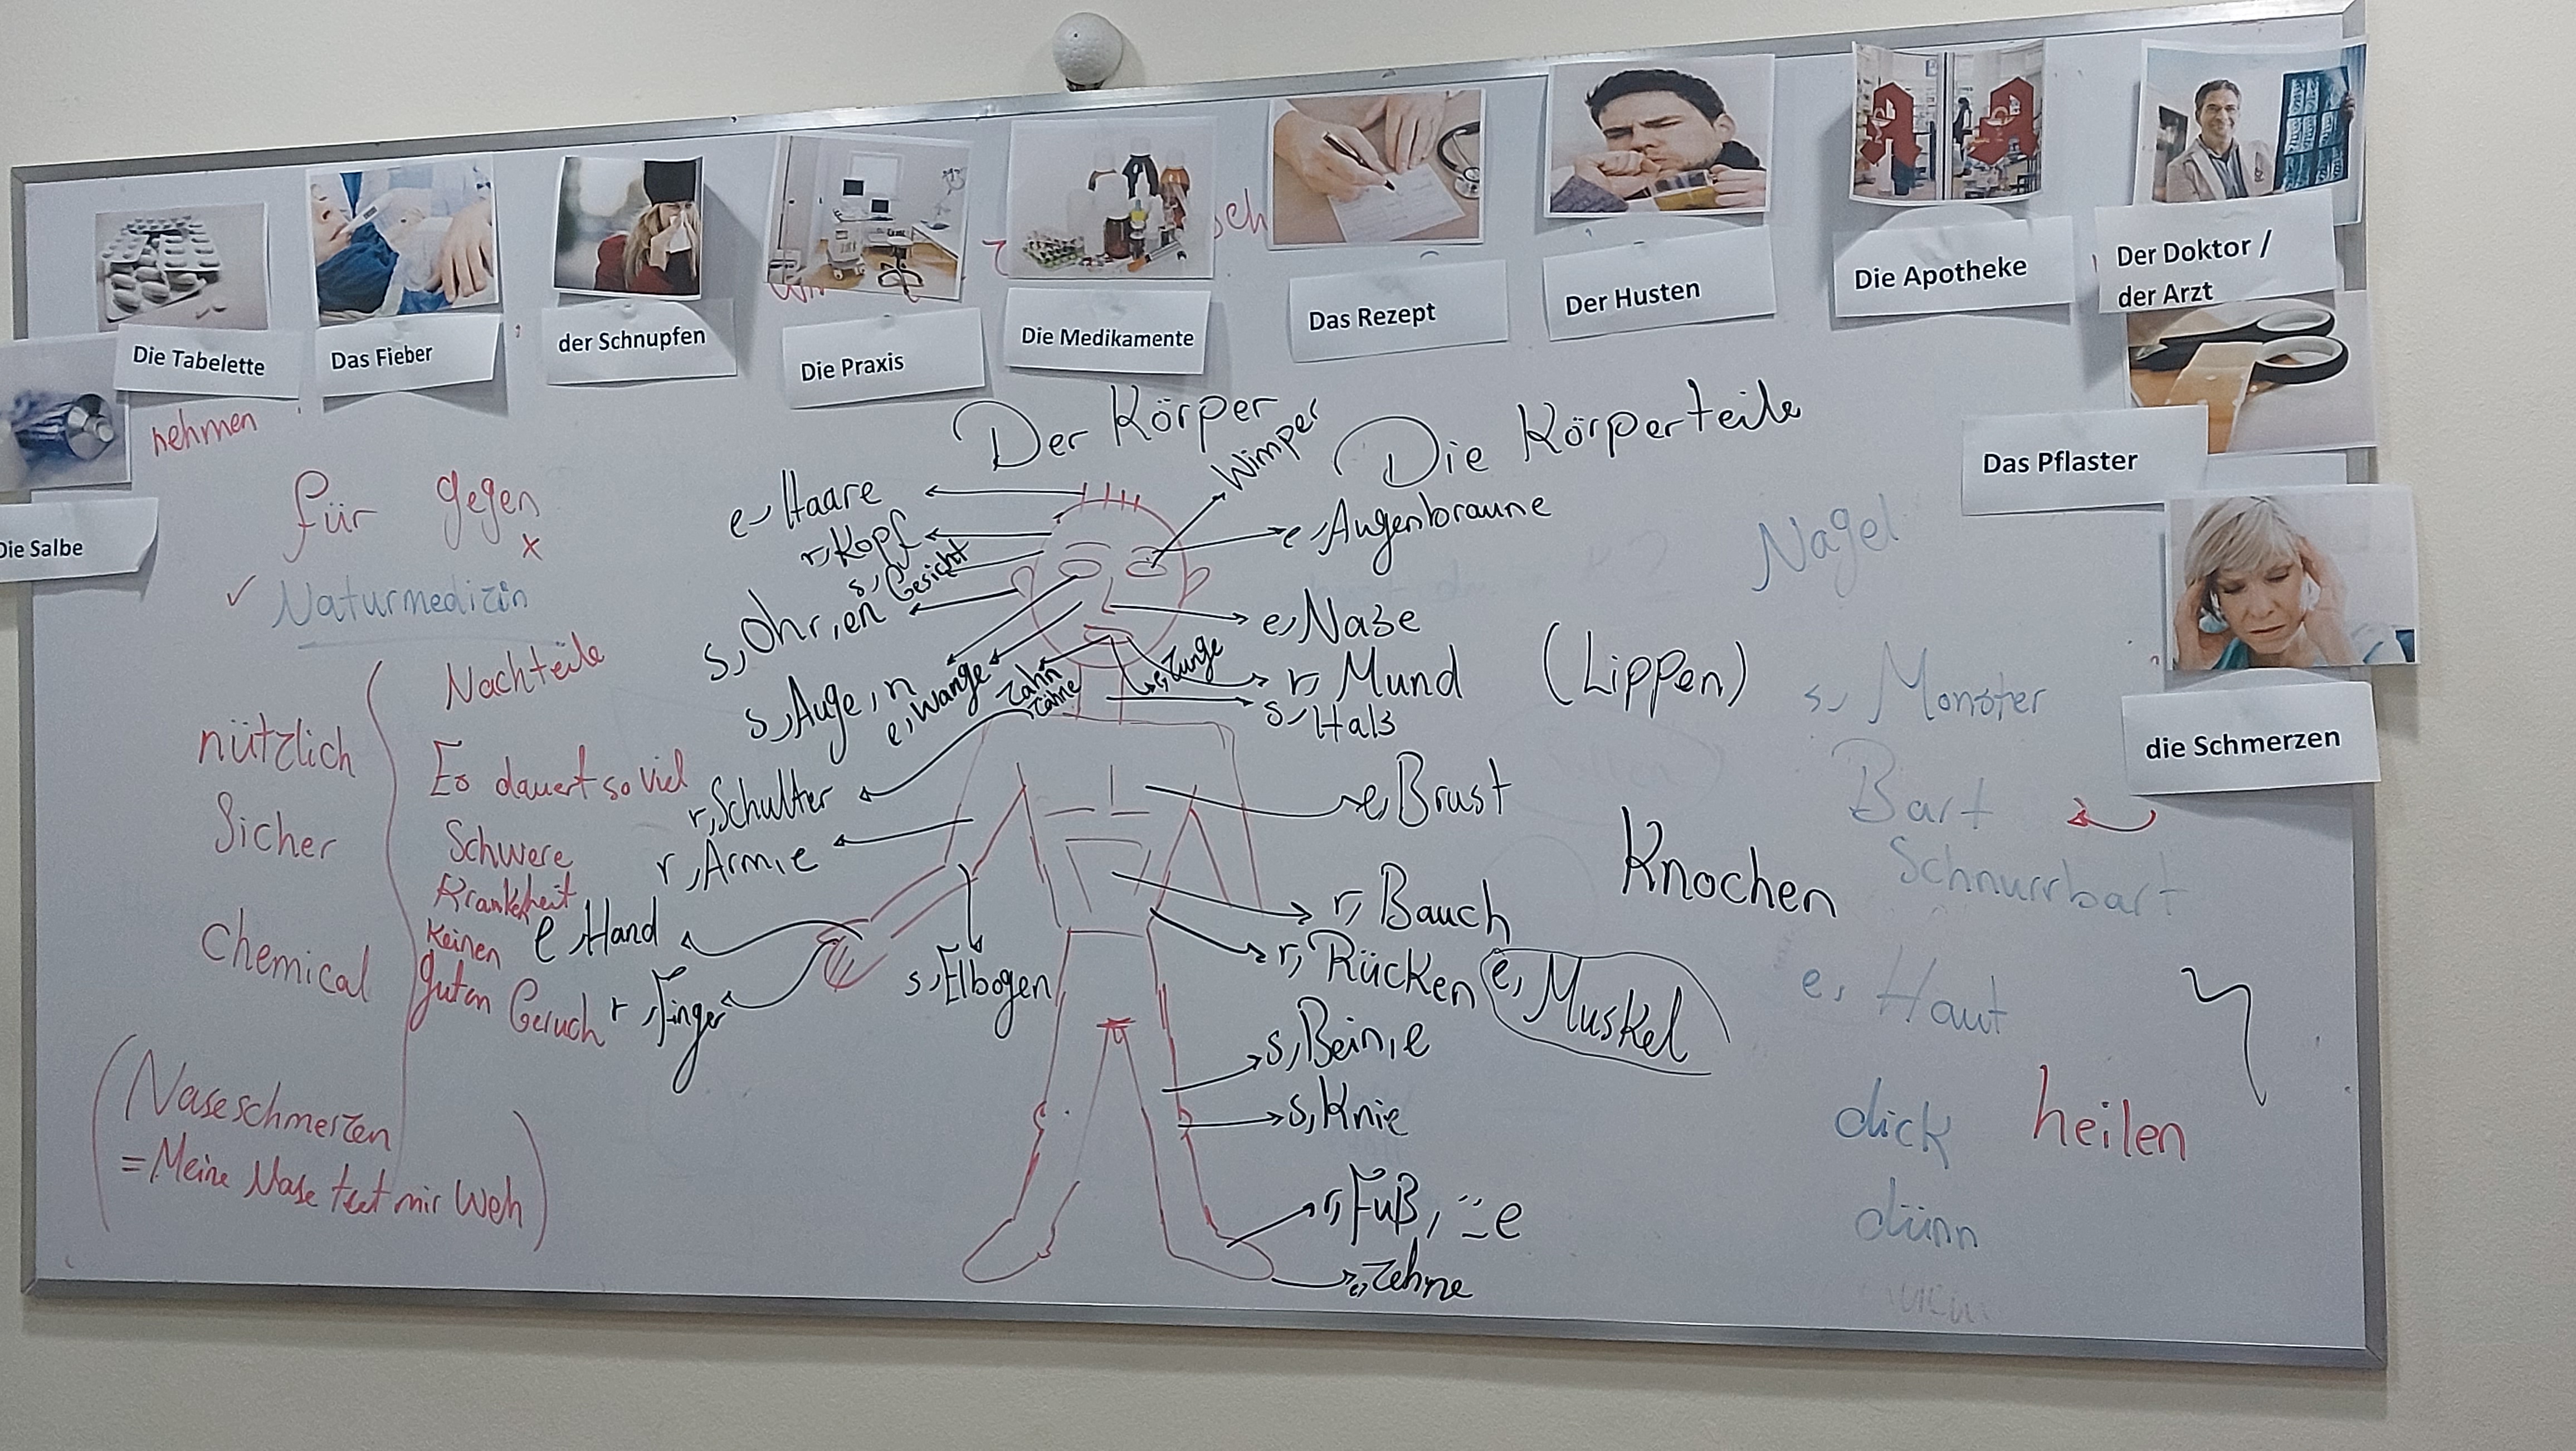 Die Tabelette
Das Fieber
der Schnupfen
Die Praxis
Die Medikamente
Das Rezept
Der Husten
Die Apotheke
Der Doktor /
der Arzt
Die Salbe
Das Pflaster
die Schmerzen
nehmen
für gegen
x
✓ Naturmedizin
Nachteile
nützlich
Sicher
Chemical
Es dauert so viel
Schwere
Krankheit
Keinen
guten Geruch
(Naseschmerzen
= Meine Nase tut mir Weh)
Der Körper
Die Körperteile
e, Haare
r, Kopf
s, Gesicht
s, Ohr, en
s, Auge, n
e, Wange
Zahn
Zähne
r, Schulter
r, Arm, e
e, Hand
r, Finger
s, Elbogen
Wimper
e, Augenbraune
e, Nase
e, Zunge
r, Mund
(Lippen)
s, Hals
e, Brust
r, Bauch
r, Rücken
e, Muskel
s, Bein, e
s, Knie
r, Fuß, ¨-e
e, Zehne
Knochen
Nagel
s, Monster
Bart
Schnurrbart
e, Haut
dick
heilen
dünn